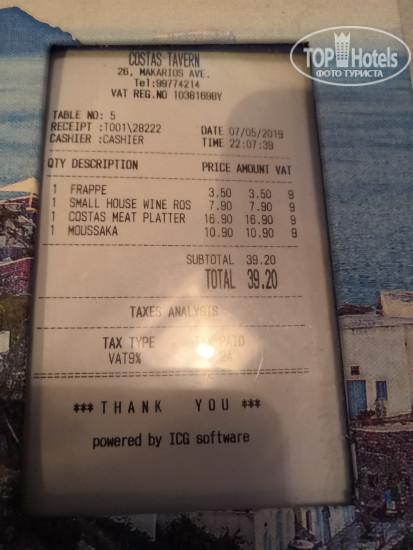 TOPHotels
ФОТО ТУРИСТА
COSTAS TAVERN
26, MAKARIOS AVE.
Tel:99774214
VAT REG.NO 10381698Y
TABLE NO: 5
RECEIPT :T001\28222 DATE 07/05/2019
CASHIER :CASHIER TIME 22:07:39
QTY DESCRIPTION PRICE AMOUNT VAT
1 FRAPPE 3.50 3.50 9
1 SMALL HOUSE WINE ROS 7.90 7.90 9
1 COSTAS MEAT PLATTER 16.90 16.90 9
1 MOUSSAKA 10.90 10.90 9
SUBTOTAL 39.20
TOTAL 39.20
TAXES ANALYSIS
TAX TYPE PAID
VAT9%
*** THANK YOU ***
powered by ICG software